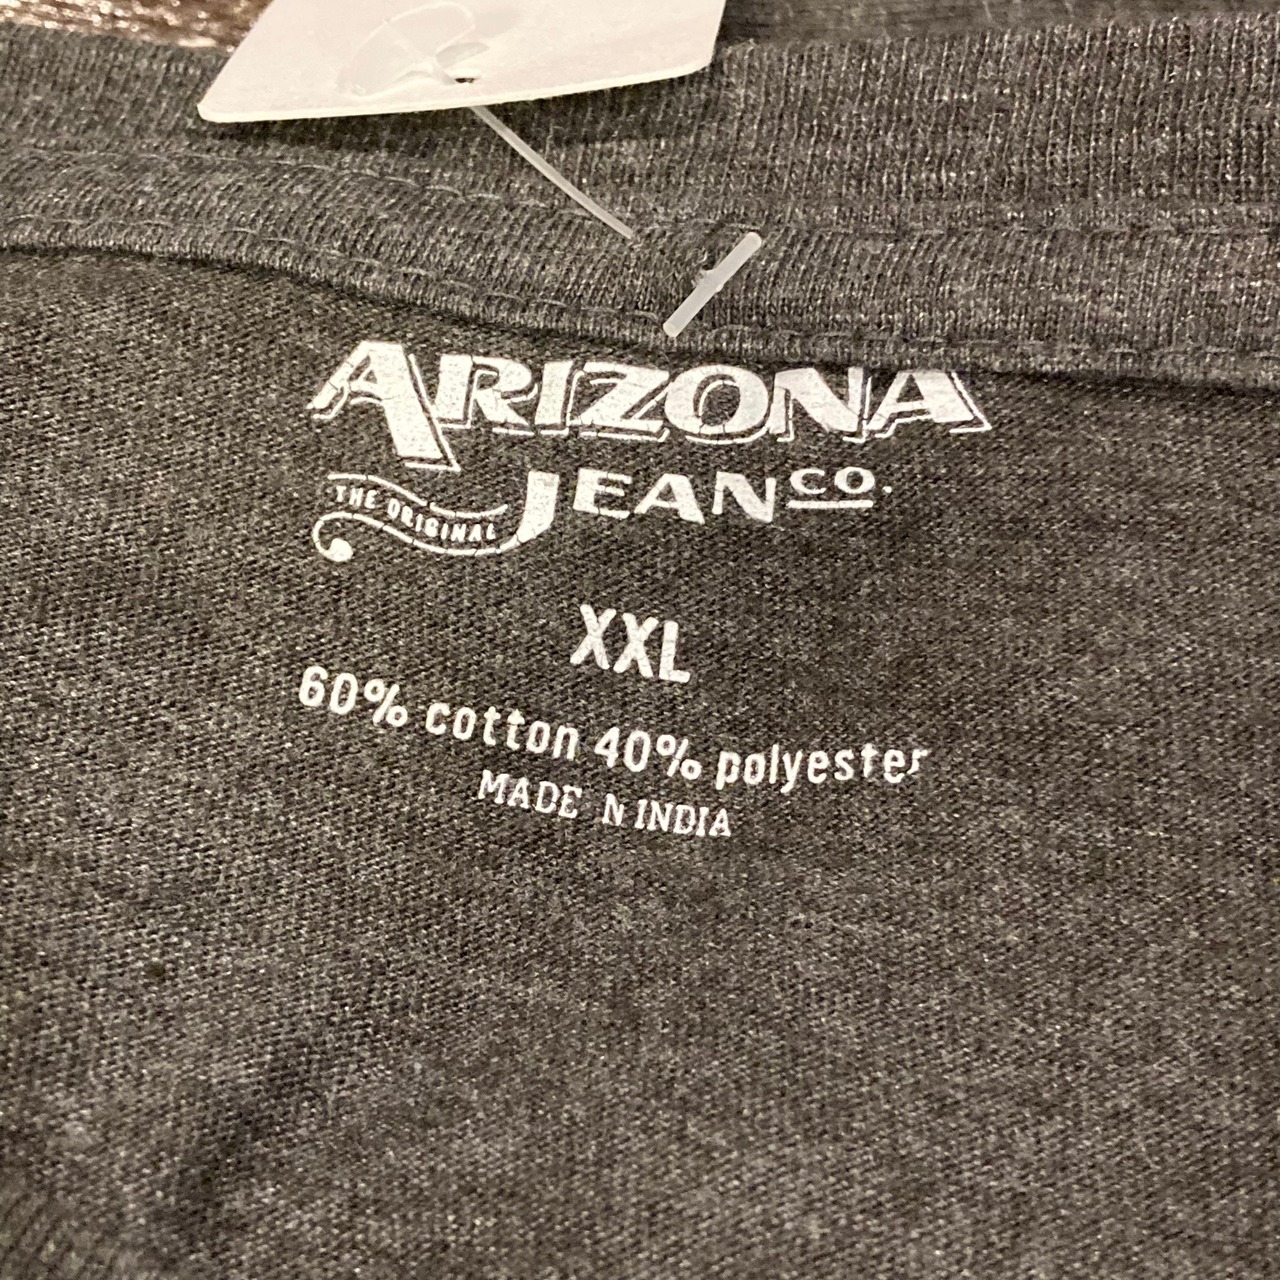 ARIZONA
JEAN CO.
THE ORIGINAL
XXL
60% cotton 40% polyester
MADE N INDIA